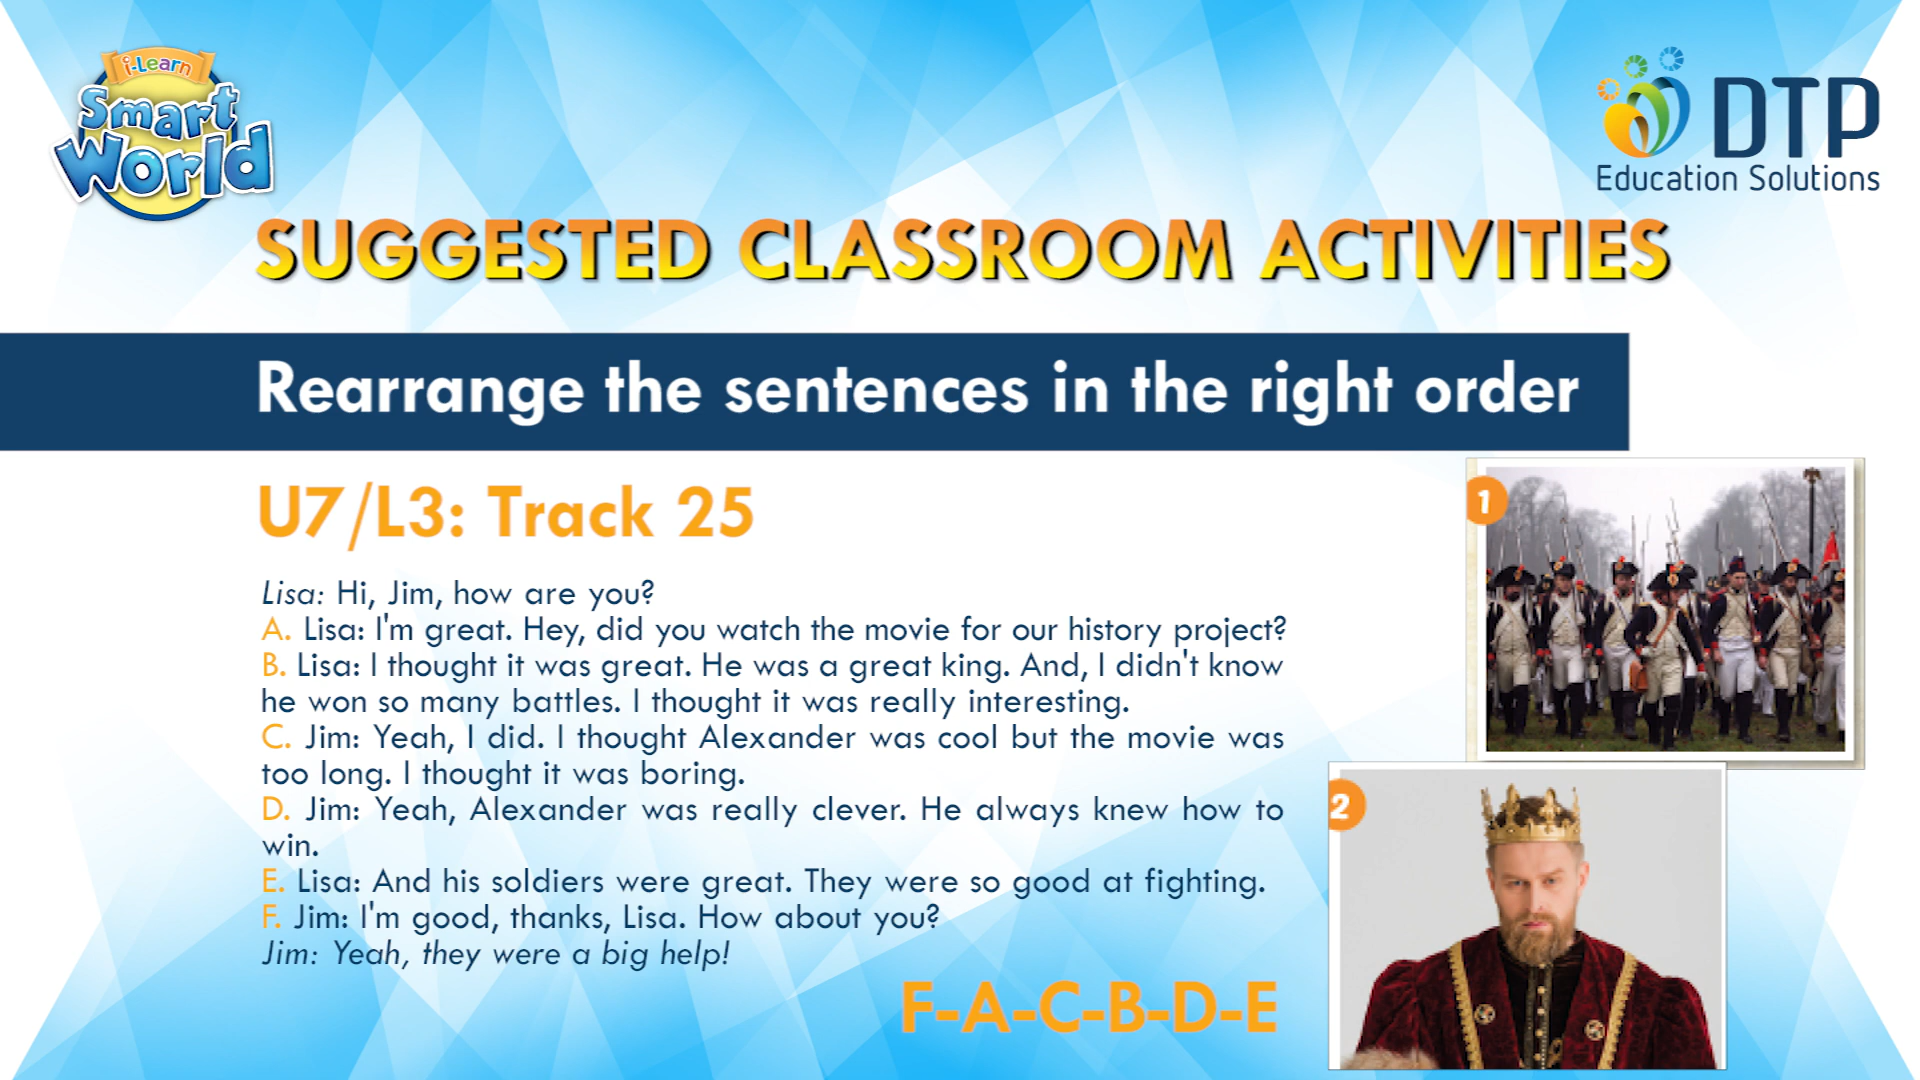 i-Learn
Smart
World
DTP
Education Solutions
SUGGESTED CLASSROOM ACTIVITIES
Rearrange the sentences in the right order
U7/L3: Track 25
Lisa: Hi, Jim, how are you?
A. Lisa: I'm great. Hey, did you watch the movie for our history project?
B. Lisa: I thought it was great. He was a great king. And, I didn't know
he won so many battles. I thought it was really interesting.
C. Jim: Yeah, I did. I thought Alexander was cool but the movie was
too long. I thought it was boring.
D. Jim: Yeah, Alexander was really clever. He always knew how to
win.
E. Lisa: And his soldiers were great. They were so good at fighting.
F. Jim: I'm good, thanks, Lisa. How about you?
Jim: Yeah, they were a big help!
F-A-C-B-D-E
1
2